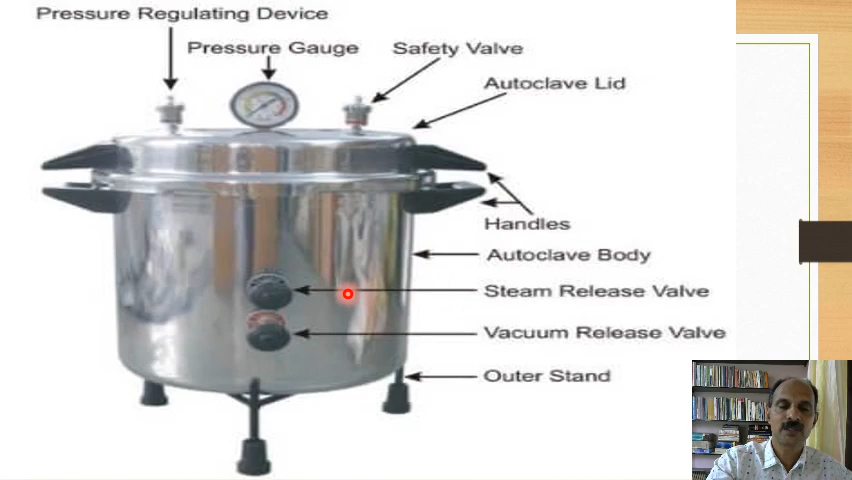 Pressure Regulating Device
Pressure Gauge
Safety Valve
Autoclave Lid
Handles
Autoclave Body
Steam Release Valve
Vacuum Release Valve
Outer Stand